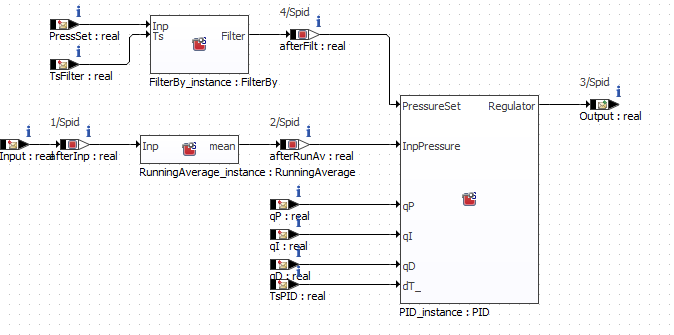 4/Spid
Inp
Ts
Filter
PressSet : real
afterFilt : real
TsFilter : real
FilterBy_instance : FilterBy
3/Spid
PressureSet
Regulator
Output : real
1/Spid
2/Spid
Inp
mean
InpPressure
Input : real
afterInp : real
afterRunAv : real
RunningAverage_instance : RunningAverage
qP
qP : real
qI
qI : real
qD
qD : real
dT_
TsPID : real
PID_instance : PID